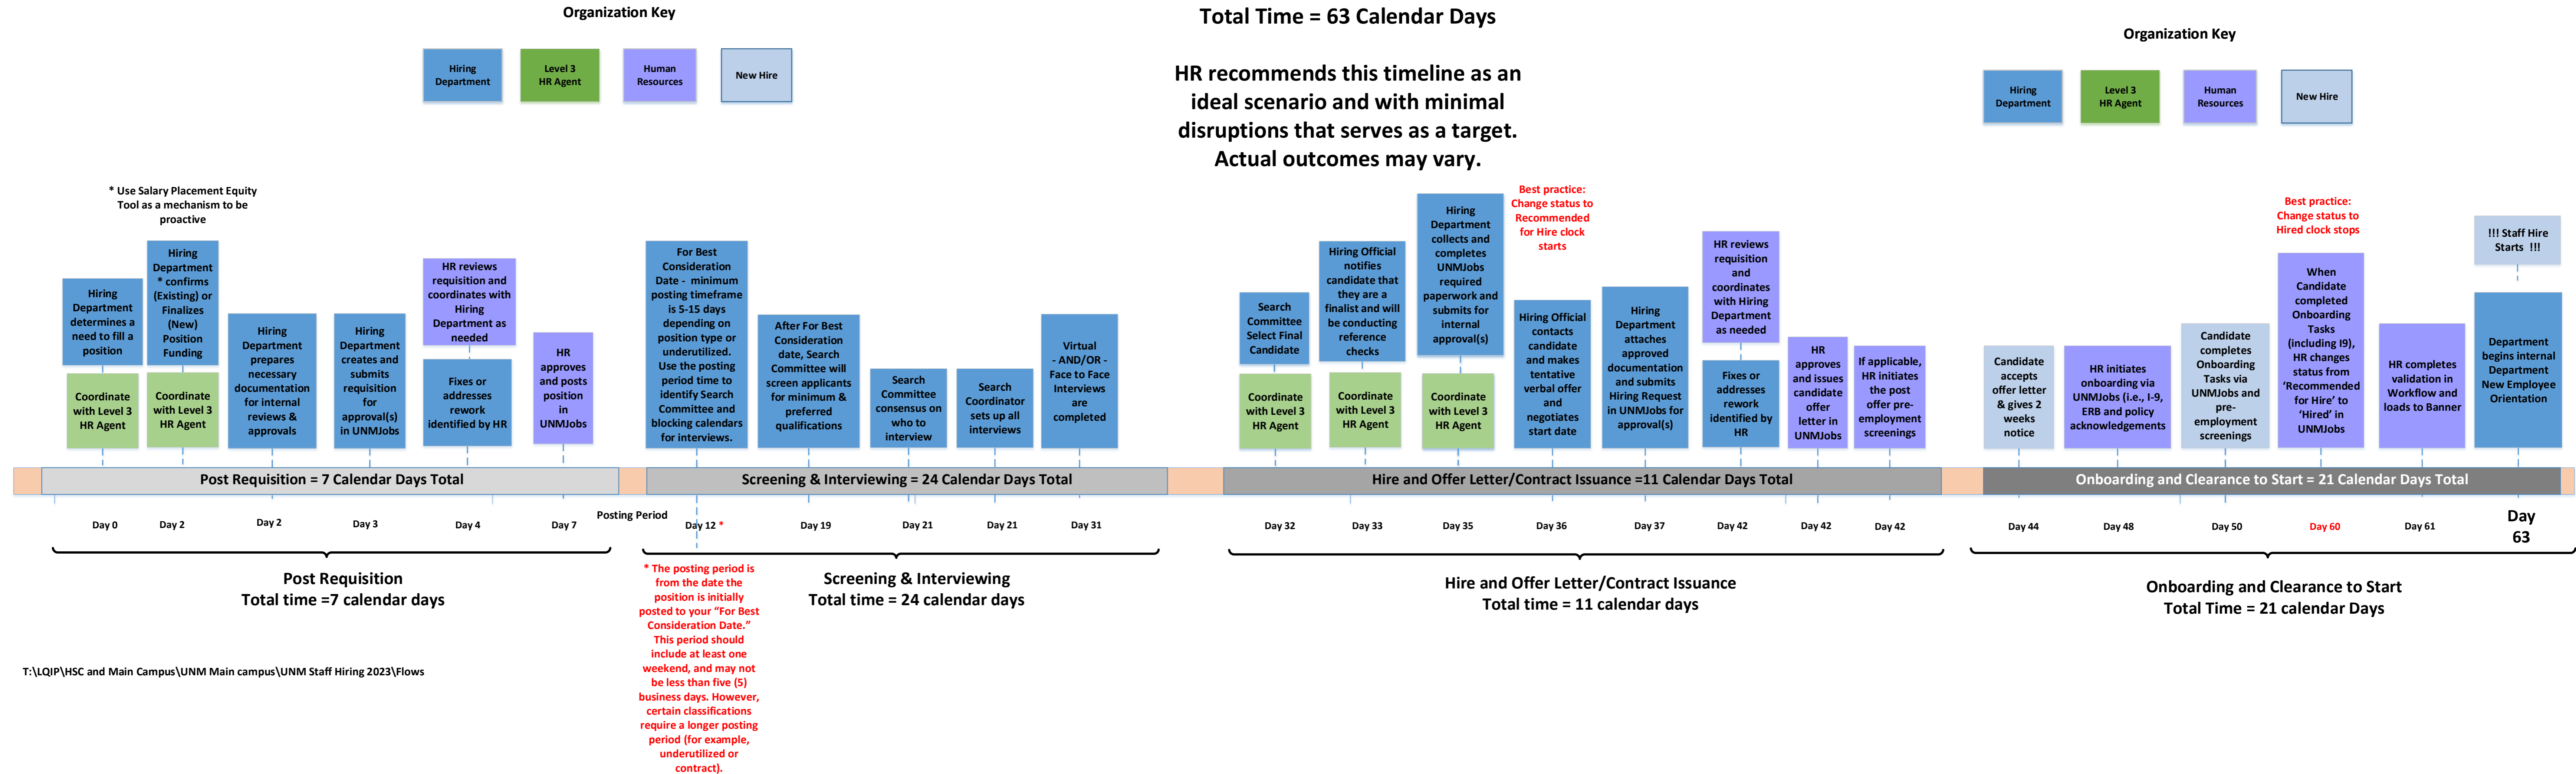 Organization Key
Hiring
Department
Level 3
HR Agent
Human
Resources
New Hire
Total Time = 63 Calendar Days
HR recommends this timeline as an
ideal scenario and with minimal
disruptions that serves as a target.
Actual outcomes may vary.
Organization Key
Hiring
Department
Level 3
HR Agent
Human
Resources
New Hire
* Use Salary Placement Equity
Tool as a mechanism to be
proactive
Hiring
Department
determines a
need to fill a
position
Coordinate
with Level 3
HR Agent
Hiring
Department
* confirms
(Existing) or
Finalizes
(New)
Position
Funding
Coordinate
with Level 3
HR Agent
Hiring
Department
prepares
necessary
documentation
for internal
reviews &
approvals
Hiring
Department
creates and
submits
requisition
for
approval(s)
in UNMJobs
HR reviews
requisition and
coordinates with
Hiring
Department as
needed
Fixes or
addresses
rework
identified by HR
HR
approves
and posts
position
in
UNMJobs
For Best
Consideration
Date - minimum
posting timeframe
is 5-15 days
depending on
position type or
underutilized.
Use the posting
period time to
identify Search
Committee and
blocking calendars
for interviews.
After For Best
Consideration
date, Search
Committee will
screen applicants
for minimum &
preferred
qualifications
Search
Committee
consensus on
who to
interview
Search
Coordinator
sets up all
interviews
Virtual
- AND/OR -
Face to Face
Interviews
are
completed
Search
Committee
Select Final
Candidate
Coordinate
with Level 3
HR Agent
Hiring Official
notifies
candidate that
they are a
finalist and will
be conducting
reference
checks
Coordinate
with Level 3
HR Agent
Hiring
Department
collects and
completes
UNMJobs
required
paperwork and
submits for
internal
approval(s)
Coordinate
with Level 3
HR Agent
Best practice:
Change status to
Recommended
for Hire clock
starts
Hiring Official
contacts
candidate
and makes
tentative
verbal offer
and
negotiates
start date
Hiring
Department
attaches
approved
documentation
and submits
Hiring Request
in UNMJobs for
approval(s)
HR reviews
requisition
and
coordinates
with Hiring
Department
as needed
Fixes or
addresses
rework
identified by
HR
HR
approves
and issues
candidate
offer
letter in
UNMJobs
If applicable,
HR initiates
the post
offer pre-
employment
screenings
Candidate
accepts
offer letter
& gives 2
weeks
notice
HR initiates
onboarding via
UNMJobs (i.e., I-9,
ERB and policy
acknowledgements
Candidate
completes
Onboarding
Tasks via
UNMJobs and
pre-
employment
screenings
Best practice:
Change status to
Hired clock stops
When
Candidate
completed
Onboarding
Tasks
(including I9),
HR changes
status from
‘Recommended
for Hire’ to
‘Hired’ in
UNMJobs
HR completes
validation in
Workflow and
loads to Banner
!!! Staff Hire
Starts !!!
Department
begins internal
Department
New Employee
Orientation
Post Requisition = 7 Calendar Days Total
Screening & Interviewing = 24 Calendar Days Total
Hire and Offer Letter/Contract Issuance =11 Calendar Days Total
Onboarding and Clearance to Start = 21 Calendar Days Total
Day 0
Day 2
Day 2
Day 3
Day 4
Day 7
Posting Period
Day 12 *
Day 19
Day 21
Day 21
Day 31
Day 32
Day 33
Day 35
Day 36
Day 37
Day 42
Day 42
Day 42
Day 44
Day 48
Day 50
Day 60
Day 61
Day
63
Post Requisition
Total time =7 calendar days
* The posting period is
from the date the
position is initially
posted to your “For Best
Consideration Date.”
This period should
include at least one
weekend, and may not
be less than five (5)
business days. However,
certain classifications
require a longer posting
period (for example,
underutilized or
contract).
Screening & Interviewing
Total time = 24 calendar days
Hire and Offer Letter/Contract Issuance
Total time = 11 calendar days
Onboarding and Clearance to Start
Total Time = 21 calendar Days
T:\LQIP\HSC and Main Campus\UNM Main campus\UNM Staff Hiring 2023\Flows